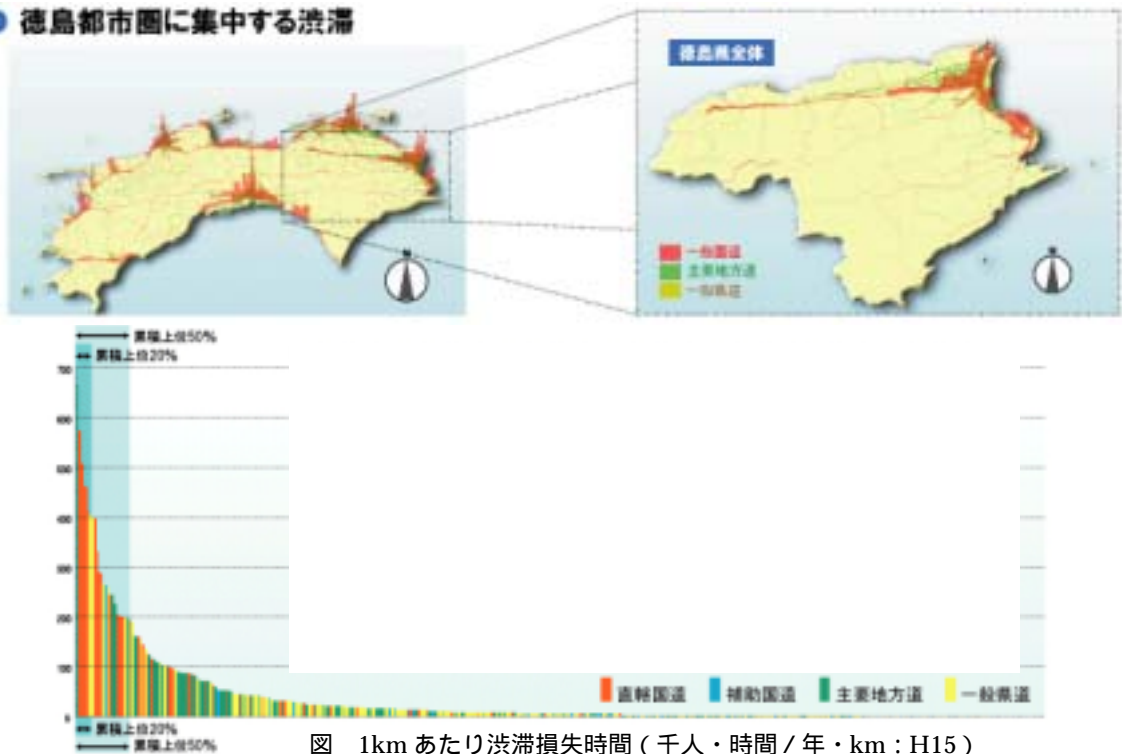 徳島都市圏に集中する渋滞
徳島県全体
N
N
一般国道
主要地方道
一般県道
累積上位50%
累積上位20%
700
600
500
400
300
200
100
0
直轄国道
補助国道
主要地方道
一般県道
累積上位20%
累積上位50%
図 1km あたり渋滞損失時間（千人・時間/年・km：H15）